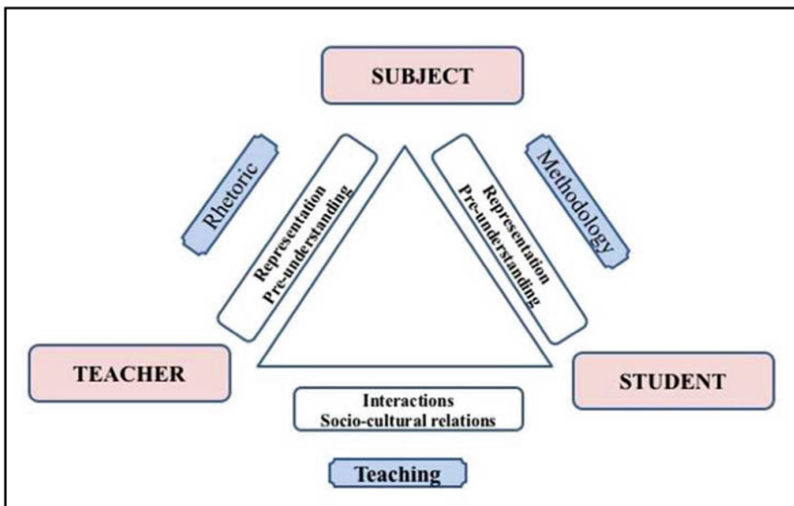 SUBJECT
Rhetoric
Representation
Pre-understanding
Representation
Pre-understanding
Methodology
TEACHER
STUDENT
Interactions
Socio-cultural relations
Teaching